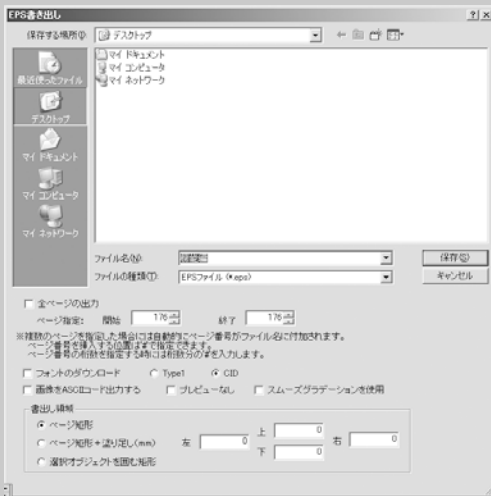 EPS書き出し
保存する場所(I): デスクトップ
マイ ドキュメント
マイ コンピュータ
マイ ネットワーク
最近使ったファイル
デスクトップ
マイ ドキュメント
マイ コンピュータ
マイ ネットワーク
ファイル名(N):
保存(S)
ファイルの種類(T): EPSファイル (*.eps)
キャンセル
全ページの出力
ページ指定: 開始 176 終了 176
※複数のページを指定した場合には自動的にページ番号がファイル名に付加されます。
ページ番号を挿入する位置は#で指定できます。
ページ番号の桁数を指定する時には桁数分の#を入力します。
フォントのダウンロード Type1 CID
画像をASCIIコード出力する プレビューなし スムーズグラデーションを使用
書出し領域
ページ矩形
ページ矩形+塗り足し(mm) 左 0 上 0 下 0 右 0
選択オブジェクトを囲む矩形